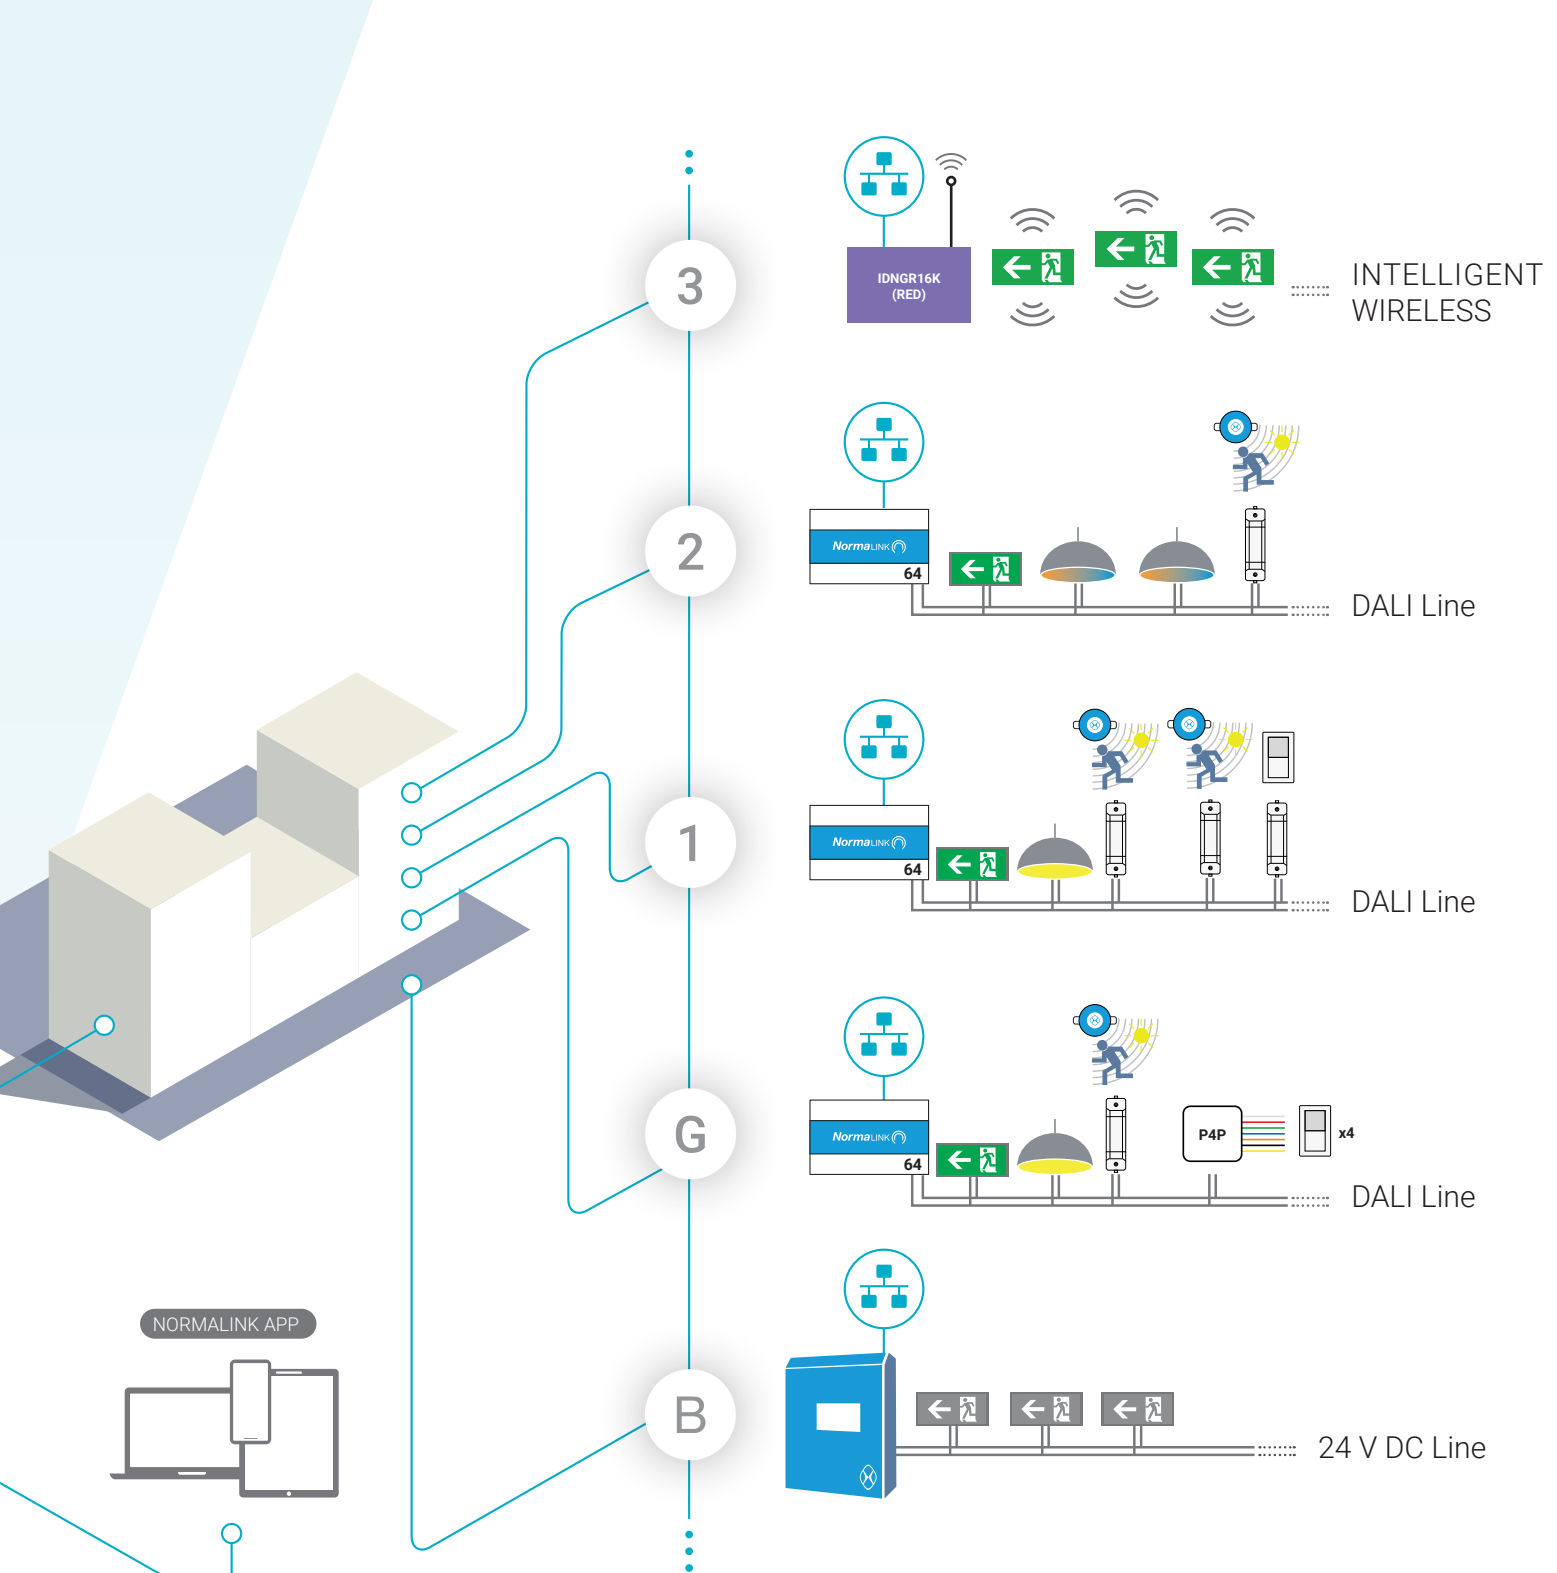 3
IDNGR16K
(RED)
INTELLIGENT
WIRELESS
2
NormaLINK
64
DALI Line
1
NormaLINK
64
DALI Line
G
NormaLINK
64
P4P
x4
DALI Line
NORMALINK APP
B
24 V DC Line